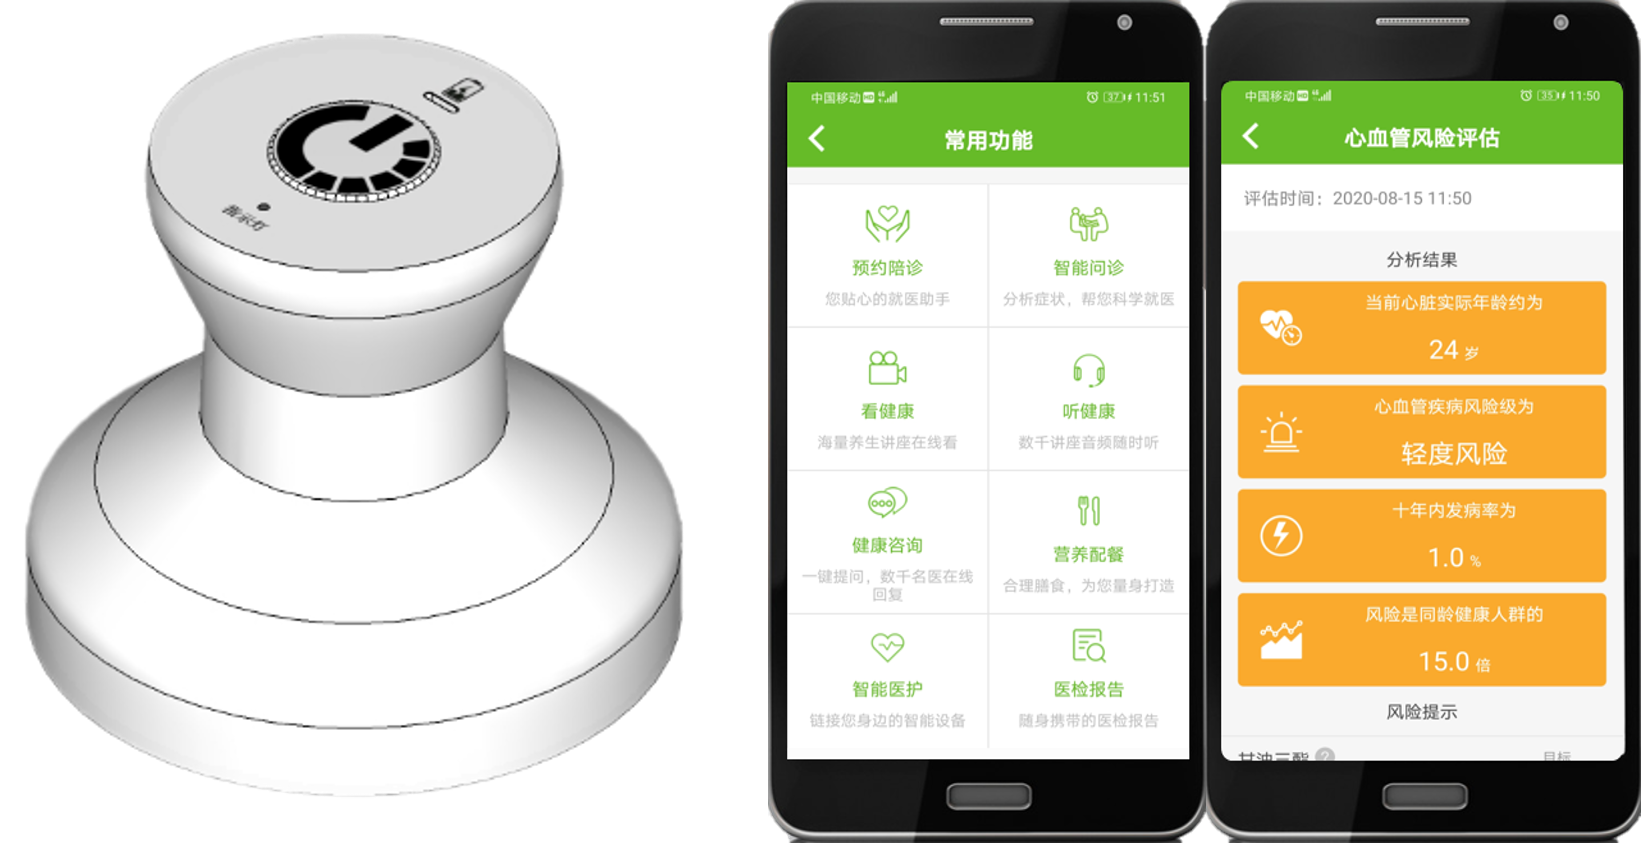 指示灯
中国移动 HD 4G 37 11:51
常用功能
预约陪诊
您贴心的就医助手
智能问诊
分析症状，帮您科学就医
看健康
海量养生讲座在线看
听健康
数千讲座音频随时听
健康咨询
一键提问，数千名医在线
回复
营养配餐
合理膳食，为您量身打造
智能医护
链接您身边的智能设备
医检报告
随身携带的医检报告
中国移动 HD 4G 35 11:50
心血管风险评估
评估时间：2020-08-15 11:50
分析结果
当前心脏实际年龄约为
24 岁
心血管疾病风险级为
轻度风险
十年内发病率为
1.0 %
风险是同龄健康人群的
15.0 倍
风险提示
甘油三酯 ?
目标